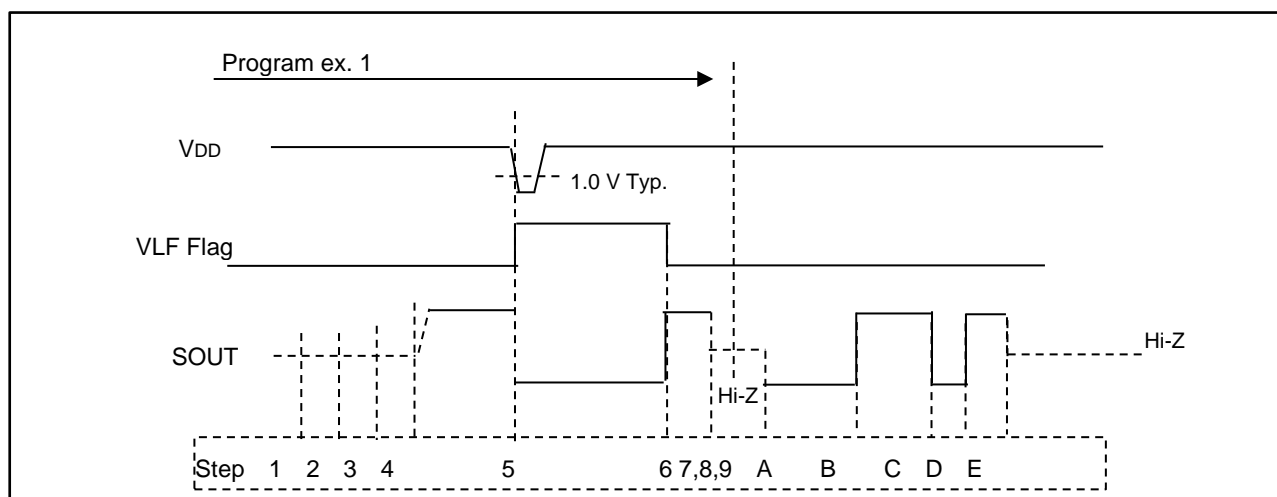 Program ex. 1
VDD
1.0 V Typ.
VLF Flag
SOUT
Hi-Z
Hi-Z
Step 1 2 3 4 5 6 7,8,9 A B C D E